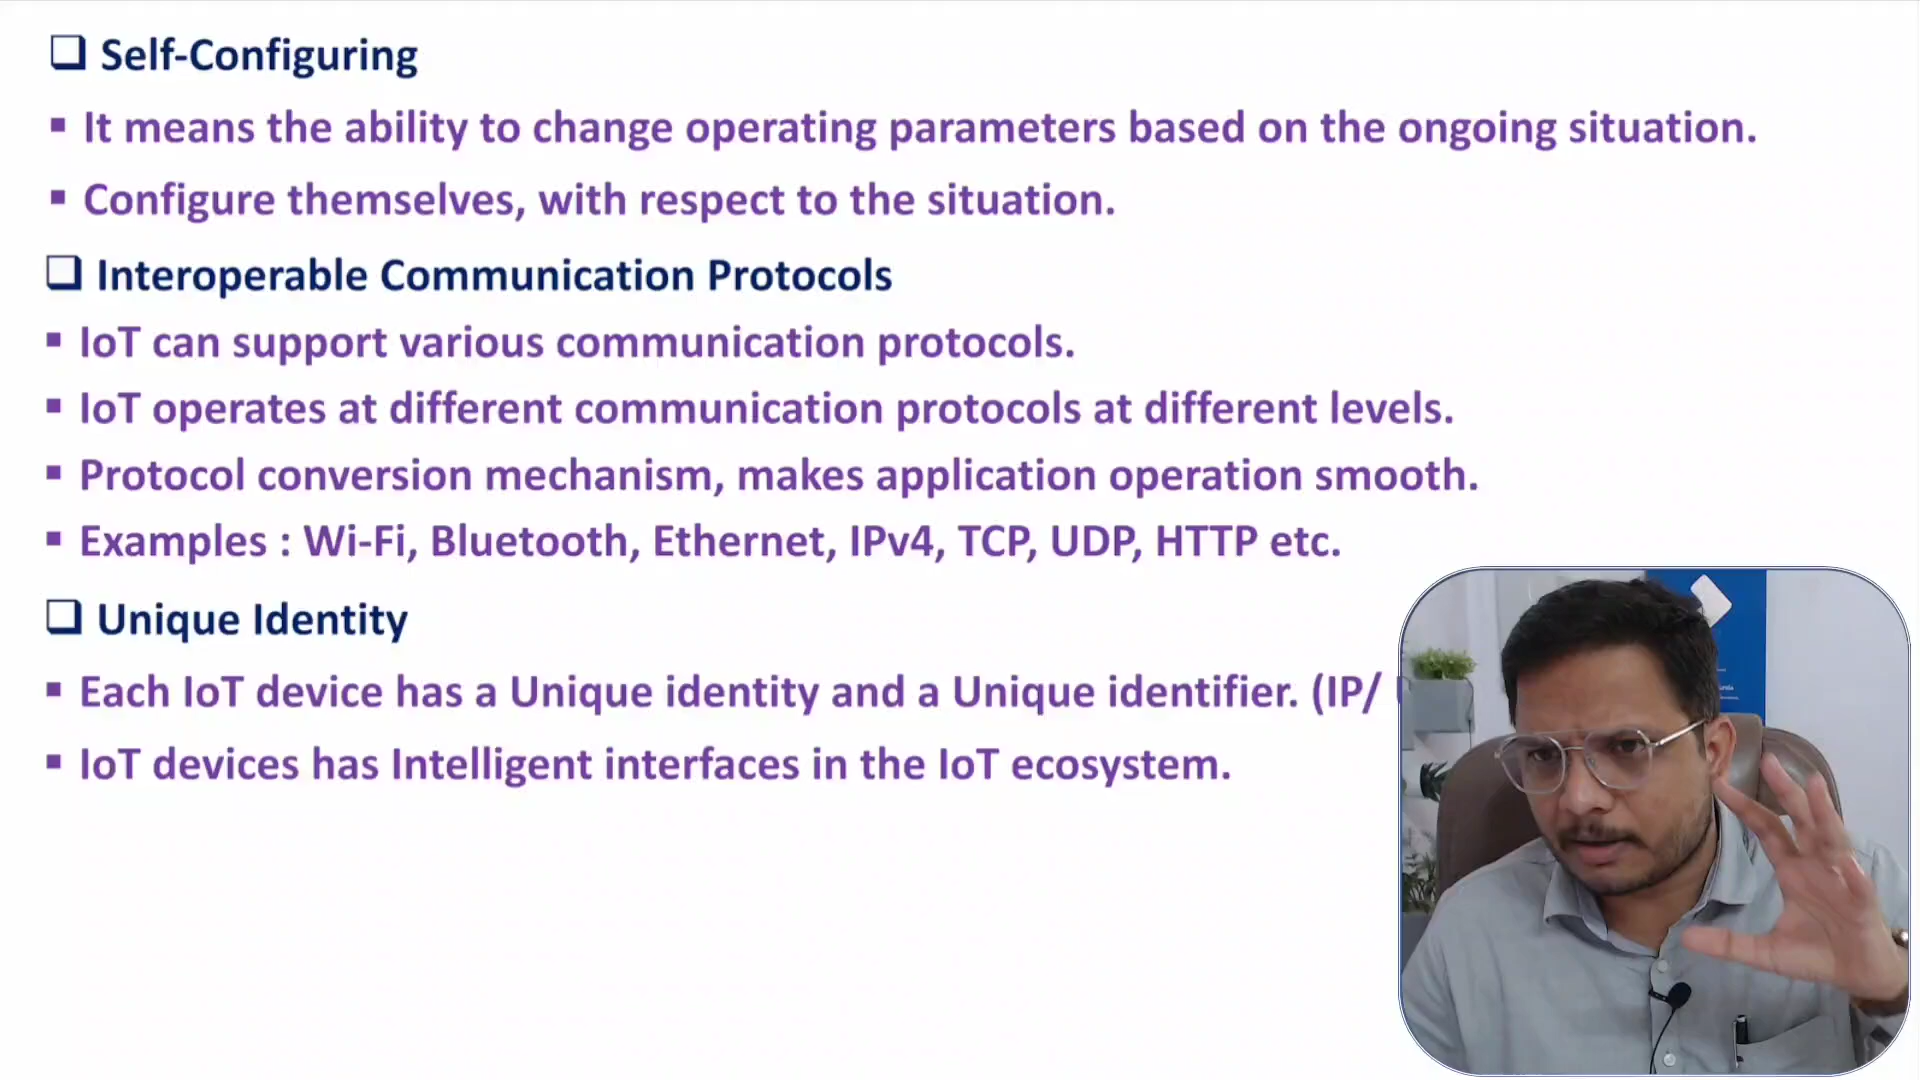 Self-Configuring
It means the ability to change operating parameters based on the ongoing situation.
Configure themselves, with respect to the situation.
Interoperable Communication Protocols
IoT can support various communication protocols.
IoT operates at different communication protocols at different levels.
Protocol conversion mechanism, makes application operation smooth.
Examples : Wi-Fi, Bluetooth, Ethernet, IPv4, TCP, UDP, HTTP etc.
Unique Identity
Each IoT device has a Unique identity and a Unique identifier. (IP/
IoT devices has Intelligent interfaces in the IoT ecosystem.